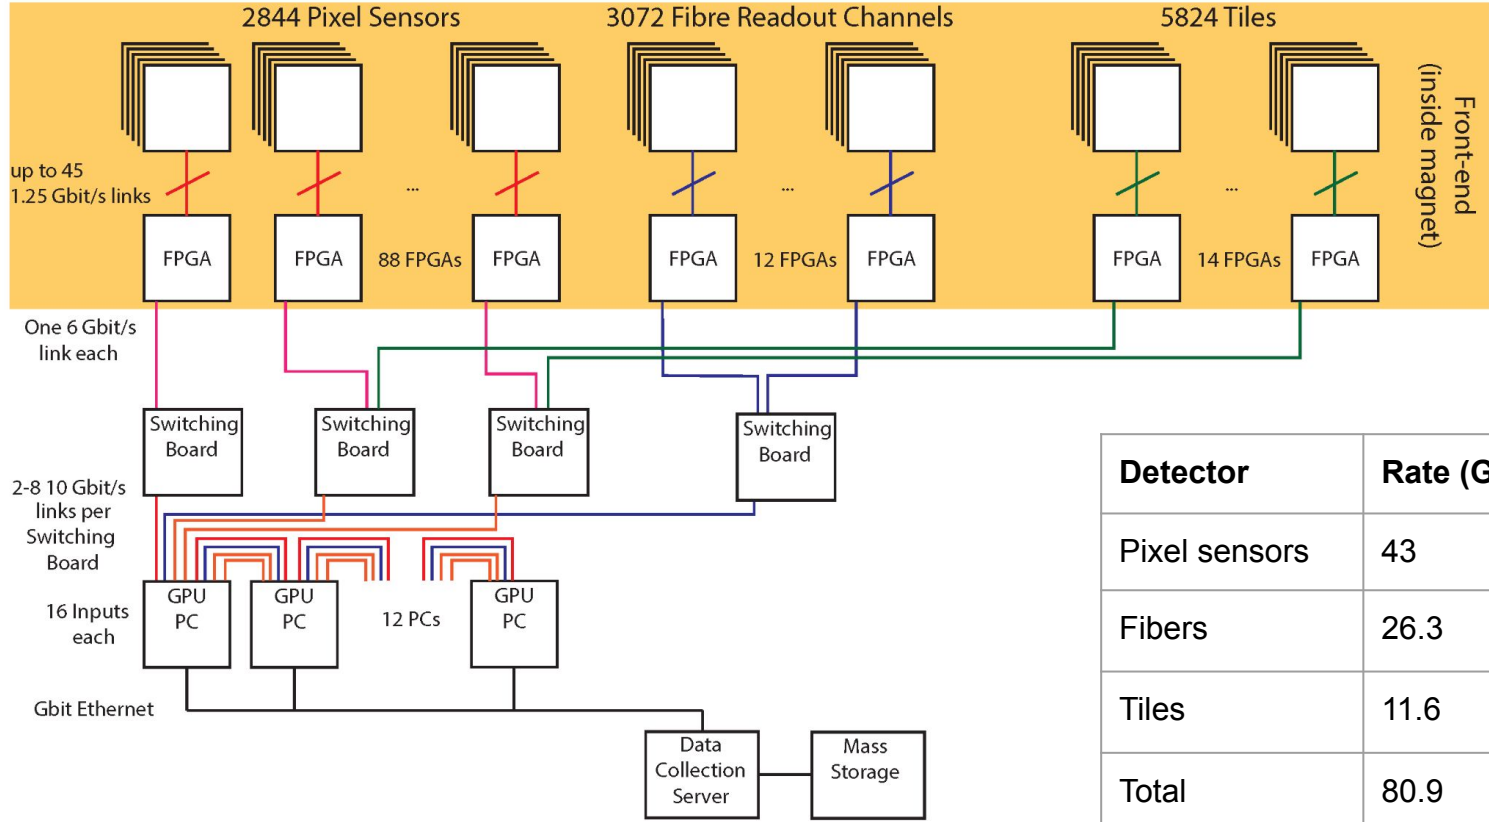 2844 Pixel Sensors
3072 Fibre Readout Channels
5824 Tiles
Front-end
(inside magnet)
up to 45
1.25 Gbit/s links
...
...
...
FPGA
FPGA
88 FPGAs
FPGA
FPGA
12 FPGAs
FPGA
FPGA
14 FPGAs
FPGA
One 6 Gbit/s
link each
Switching
Board
Switching
Board
Switching
Board
Switching
Board
2-8 10 Gbit/s
links per
Switching
Board
16 Inputs
each
GPU
PC
GPU
PC
12 PCs
GPU
PC
Gbit Ethernet
Data
Collection
Server
Mass
Storage
Detector
Rate (G
Pixel sensors
43
Fibers
26.3
Tiles
11.6
Total
80.9